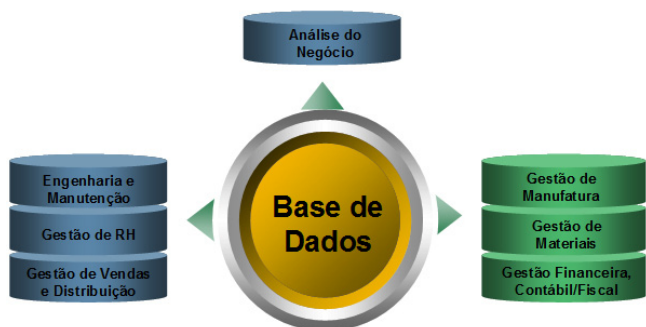 Análise do
Negócio
Engenharia e
Manutenção
Gestão de RH
Gestão de Vendas
e Distribuição
Base de
Dados
Gestão de
Manufatura
Gestão de
Materiais
Gestão Financeira,
Contábil/Fiscal